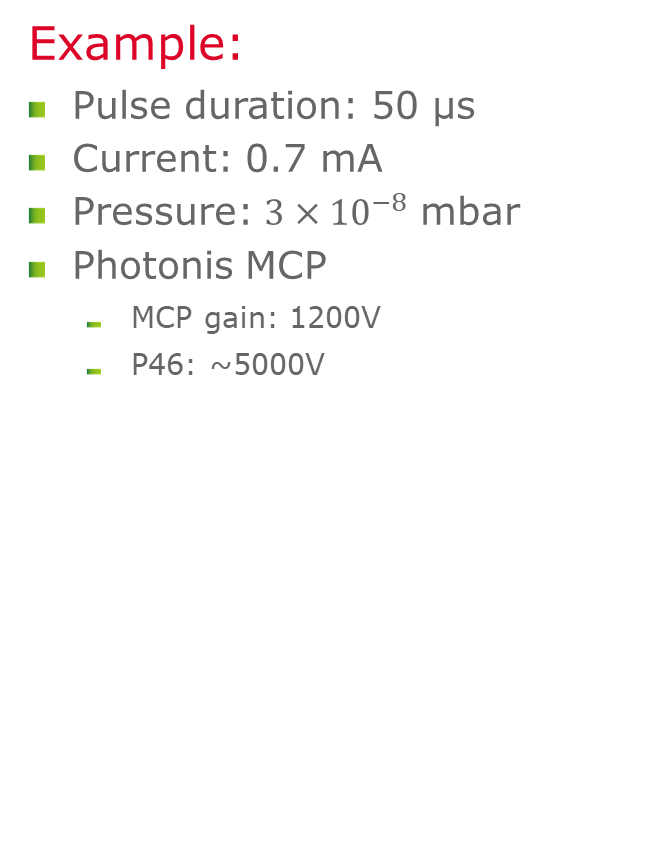 Example:
Pulse duration: 50 µs
Current: 0.7 mA
Pressure: 3 × 10⁻⁸ mbar
Photonis MCP
MCP gain: 1200V
P46: ~5000V